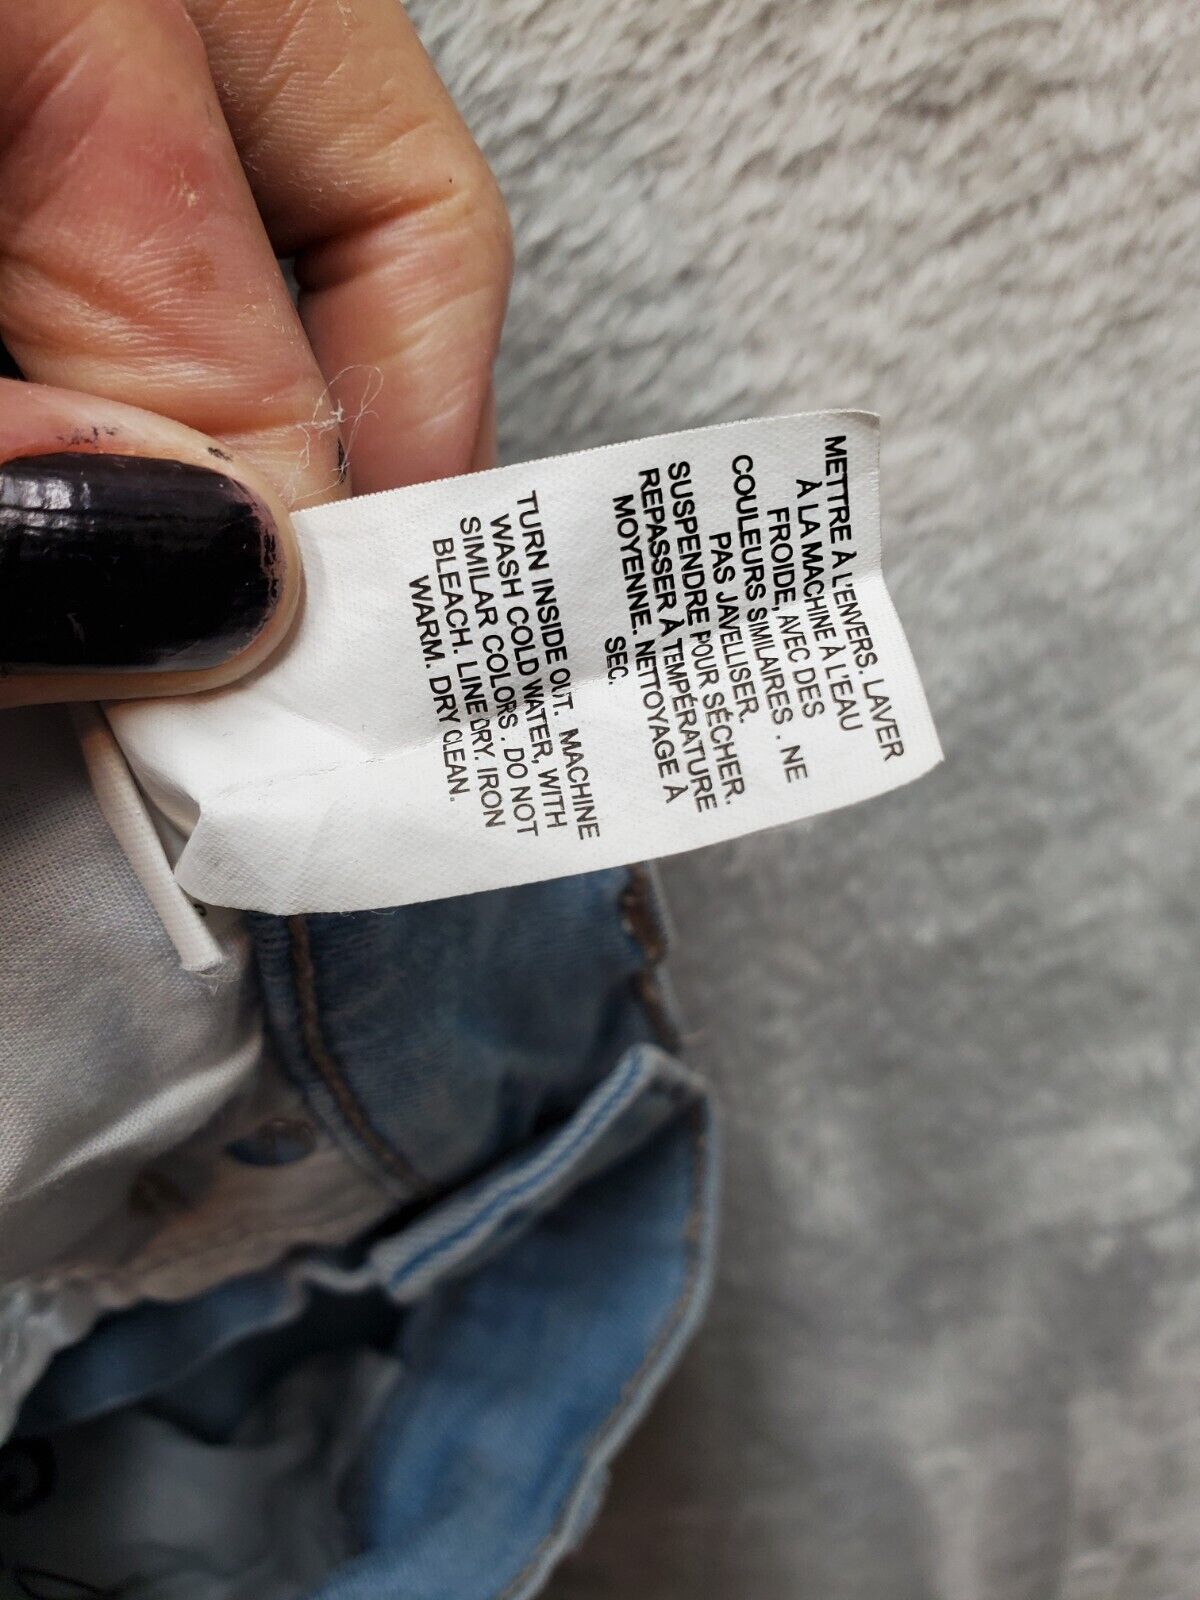 METTRE À L'ENVERS. LAVER
À LA MACHINE À L'EAU
FROIDE, AVEC DES
COULEURS SIMILAIRES . NE
PAS JAVELLISER.
SUSPENDRE POUR SÉCHER.
REPASSER À TEMPÉRATURE
MOYENNE. NETTOYAGE À
SEC.
TURN INSIDE OUT. MACHINE
WASH COLD WATER, WITH
SIMILAR COLORS . DO NOT
BLEACH. LINE DRY. IRON
WARM. DRY CLEAN.